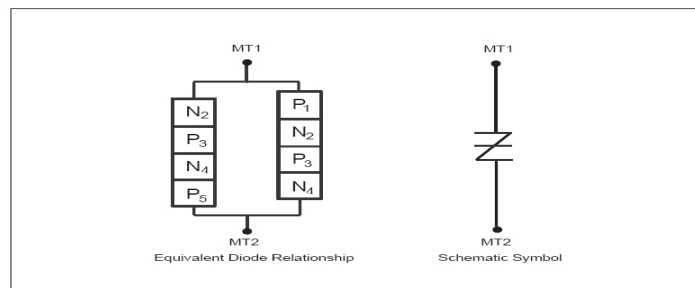 MT1
N2
P3
N4
P5
P1
N2
P3
N4
MT2
Equivalent Diode Relationship
MT1
MT2
Schematic Symbol